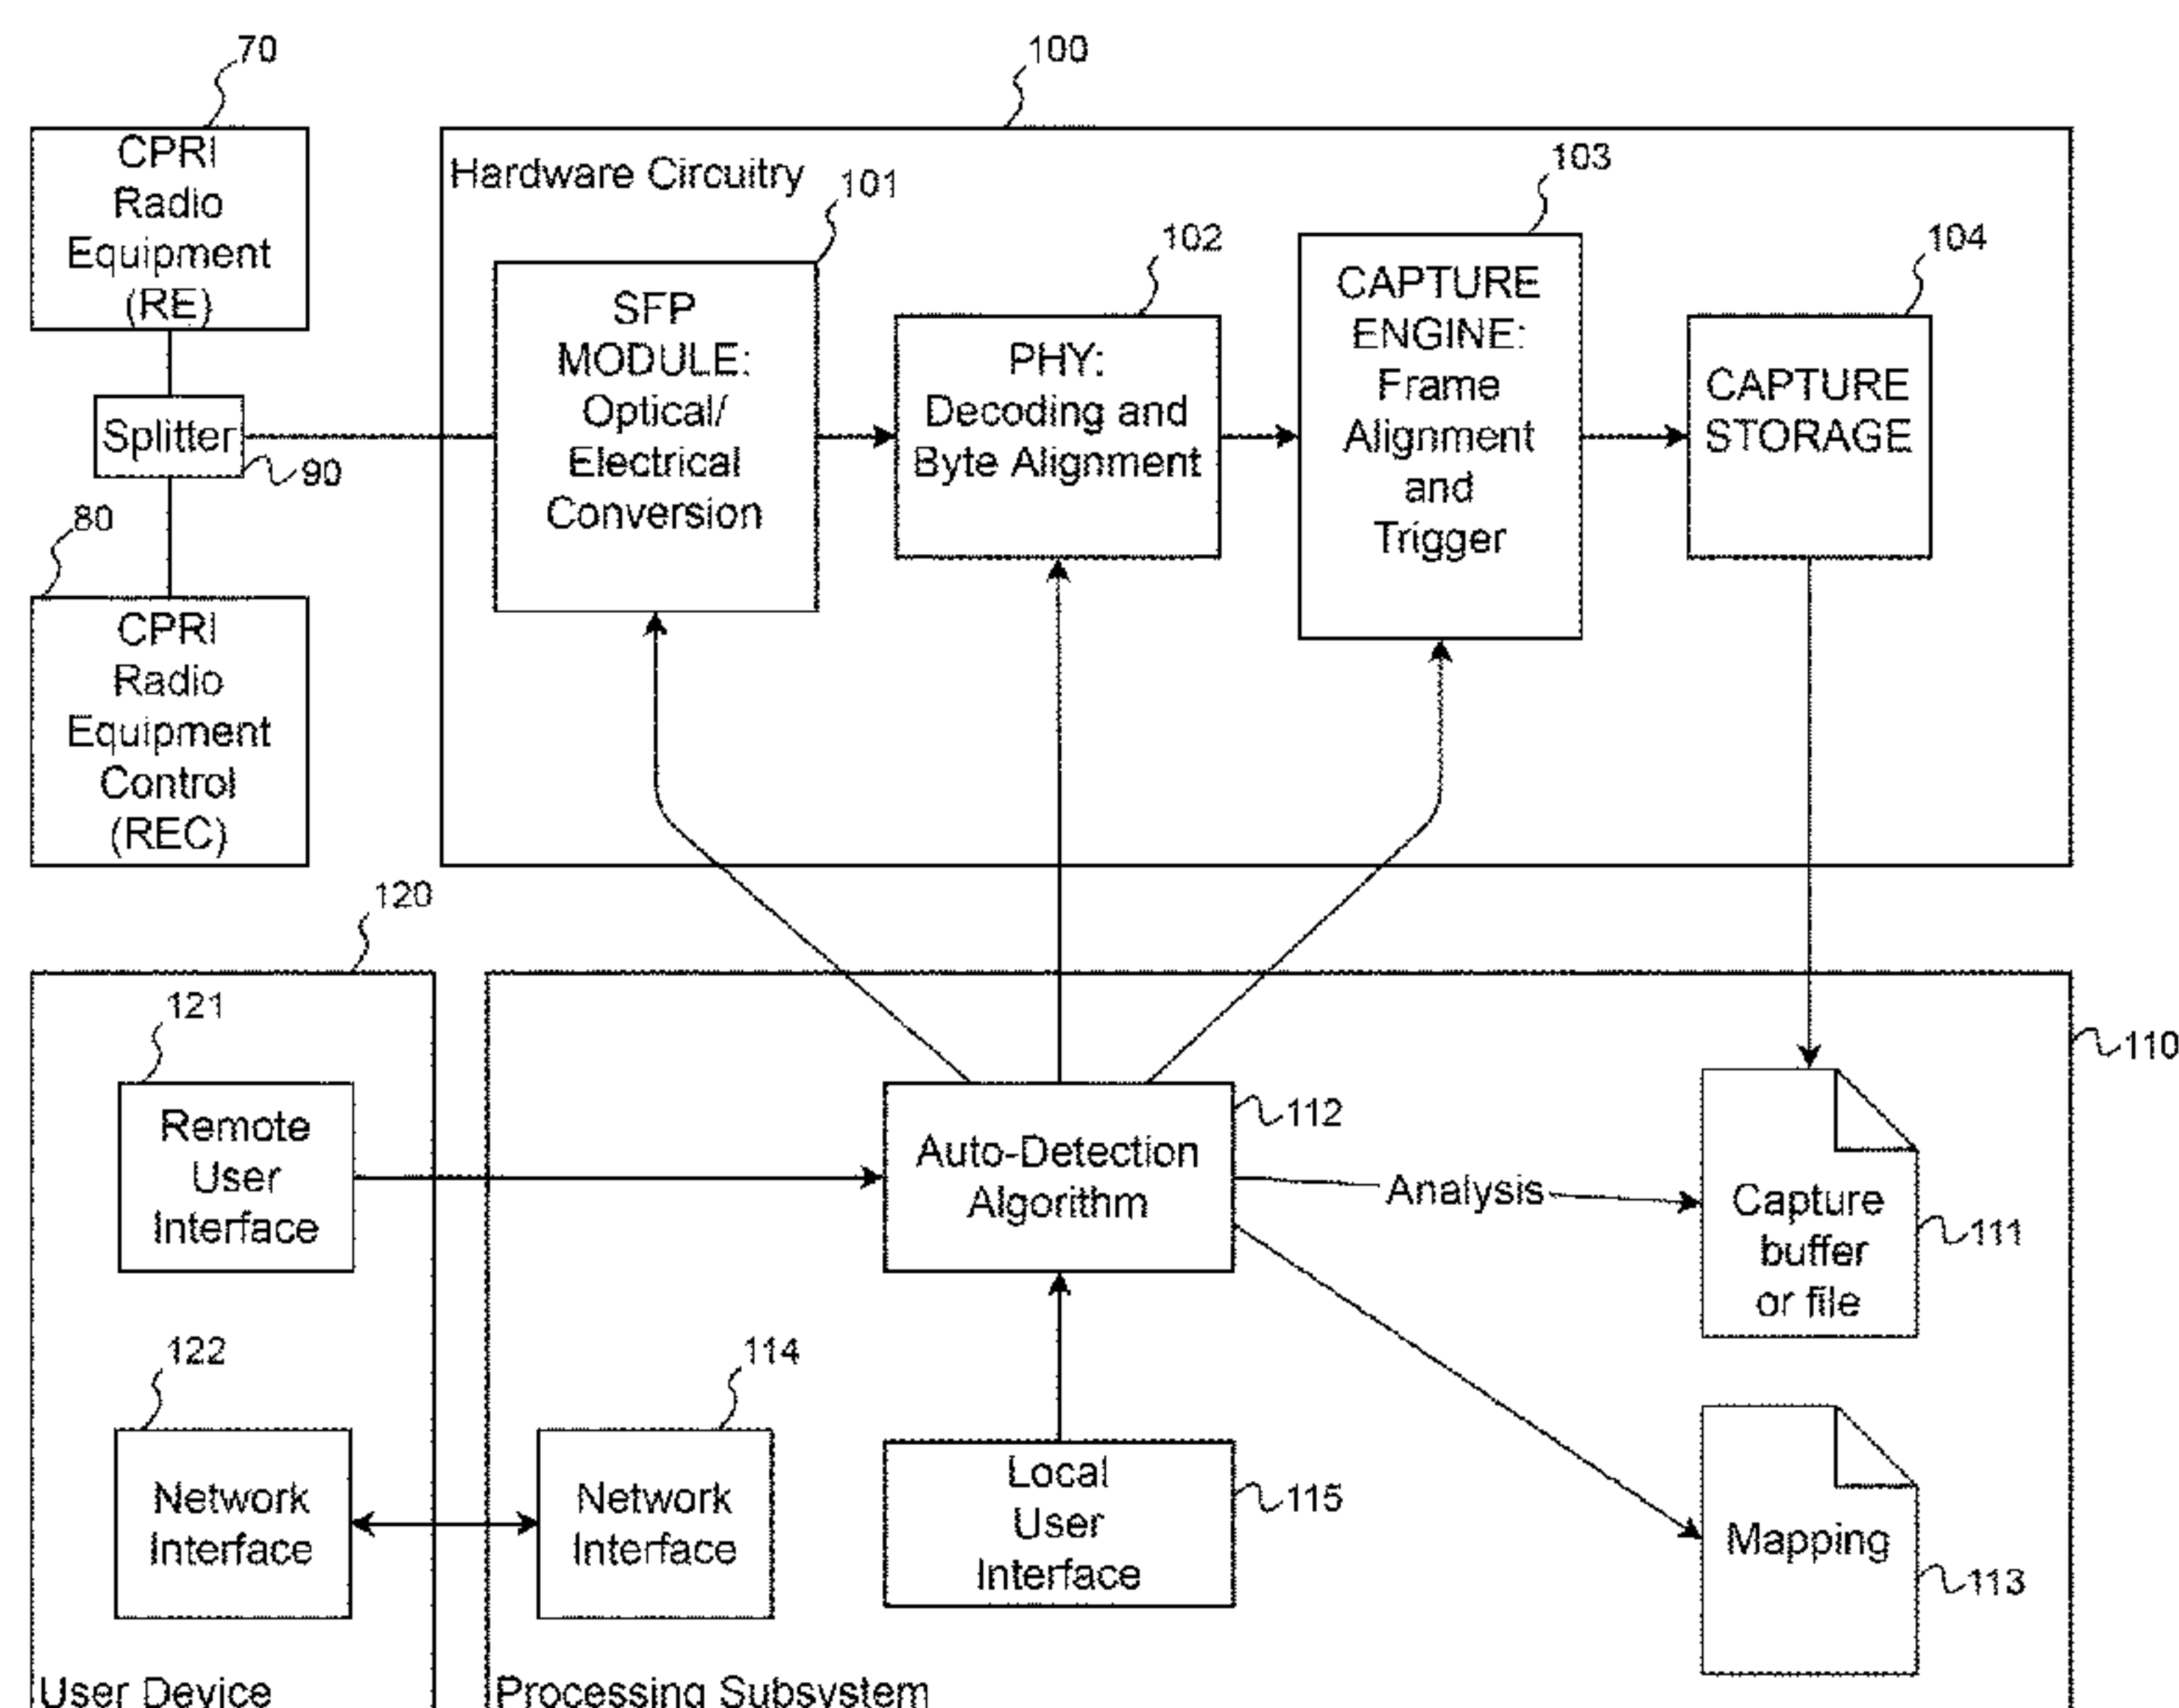 70
100
CPRI
Radio
Equipment
(RE)
Hardware Circuitry
101
102
103
104
SFP
MODULE:
Optical/
Electrical
Conversion
PHY:
Decoding and
Byte Alignment
CAPTURE
ENGINE:
Frame
Alignment
and
Trigger
CAPTURE
STORAGE
Splitter
90
80
CPRI
Radio
Equipment
Control
(REC)
120
121
110
Remote
User
Interface
112
Auto-Detection
Algorithm
Analysis
Capture
buffer
or file
111
122
114
Network
Interface
Network
Interface
Local
User
Interface
115
Mapping
113
User Device
Processing Subsystem